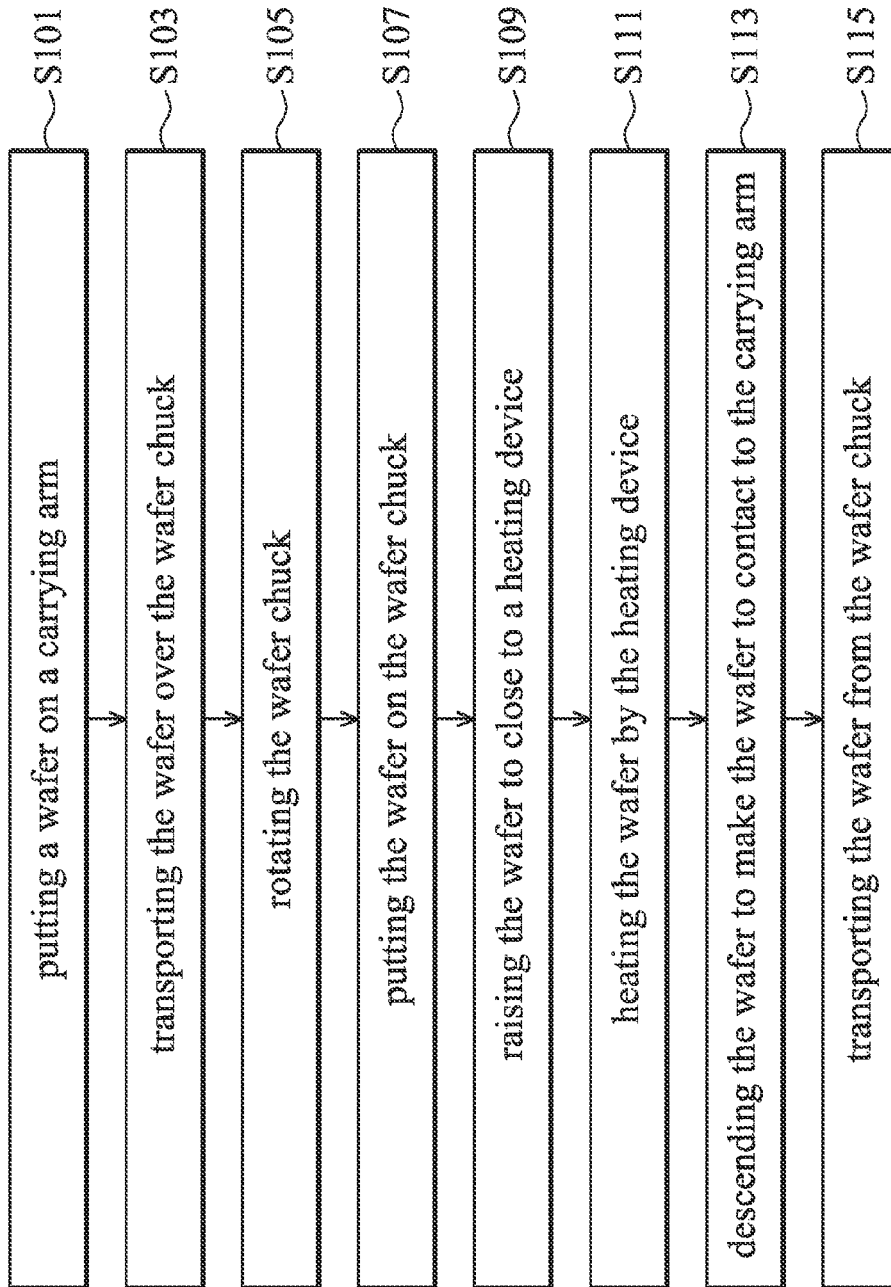 putting a wafer on a carrying arm S101
transporting the wafer over the wafer chuck S103
rotating the wafer chuck S105
putting the wafer on the wafer chuck S107
raising the wafer to close to a heating device S109
heating the wafer by the heating device S111
descending the wafer to make the wafer to contact to the carrying arm S113
transporting the wafer from the wafer chuck S115